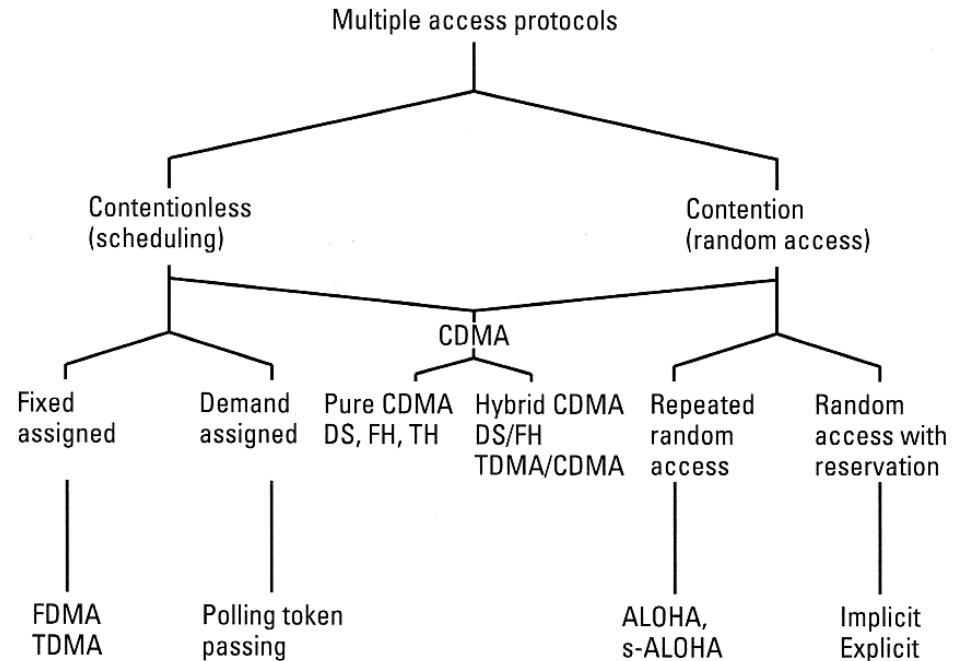 Multiple access protocols
Contentionless
(scheduling)
Contention
(random access)
CDMA
Fixed
assigned
Demand
assigned
Pure CDMA
DS, FH, TH
Hybrid CDMA
DS/FH
TDMA/CDMA
Repeated
random
access
Random
access with
reservation
FDMA
TDMA
Polling token
passing
ALOHA,
s-ALOHA
Implicit
Explicit